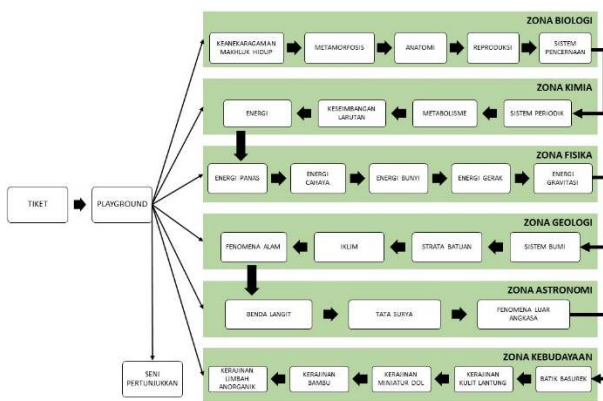 ZONA BIOLOGI
KEANEKARAGAMAN
MAKHLUK HIDUP
METAMORFOSIS
ANATOMI
REPRODUKSI
SISTEM
PENCERNAAN
ZONA KIMIA
ENERGI
KESEIMBANGAN
LARUTAN
METABOLISME
SISTEM PERIODIK
ZONA FISIKA
ENERGI PANAS
ENERGI
CAHAYA
ENERGI BUNYI
ENERGI GERAK
ENERGI
GRAVITASI
TIKET
PLAYGROUND
ZONA GEOLOGI
FENOMENA ALAM
IKLIM
STRATA BATUAN
SISTEM BUMI
ZONA ASTRONOMI
BENDA LANGIT
TATA SURYA
FENOMENA LUAR
ANGKASA
ZONA KEBUDAYAAN
SENI
PERTUNJUKKAN
KERAJINAN
LIMBAH
ANORGANIK
KERAJINAN
BAMBU
KERAJINAN
MINIATUR DOL
KERAJINAN
KULIT LANTUNG
BATIK BASUREK